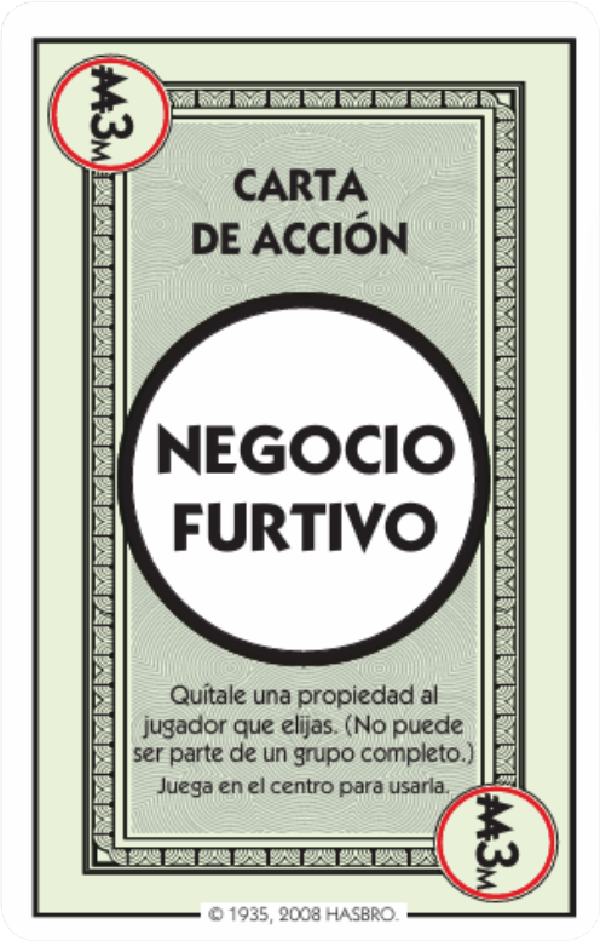 ₩3M
CARTA
DE ACCIÓN
NEGOCIO
FURTIVO
Quítale una propiedad al
jugador que elijas. (No puede
ser parte de un grupo completo.)
Juega en el centro para usarla.
₩3M
© 1935, 2008 HASBRO.